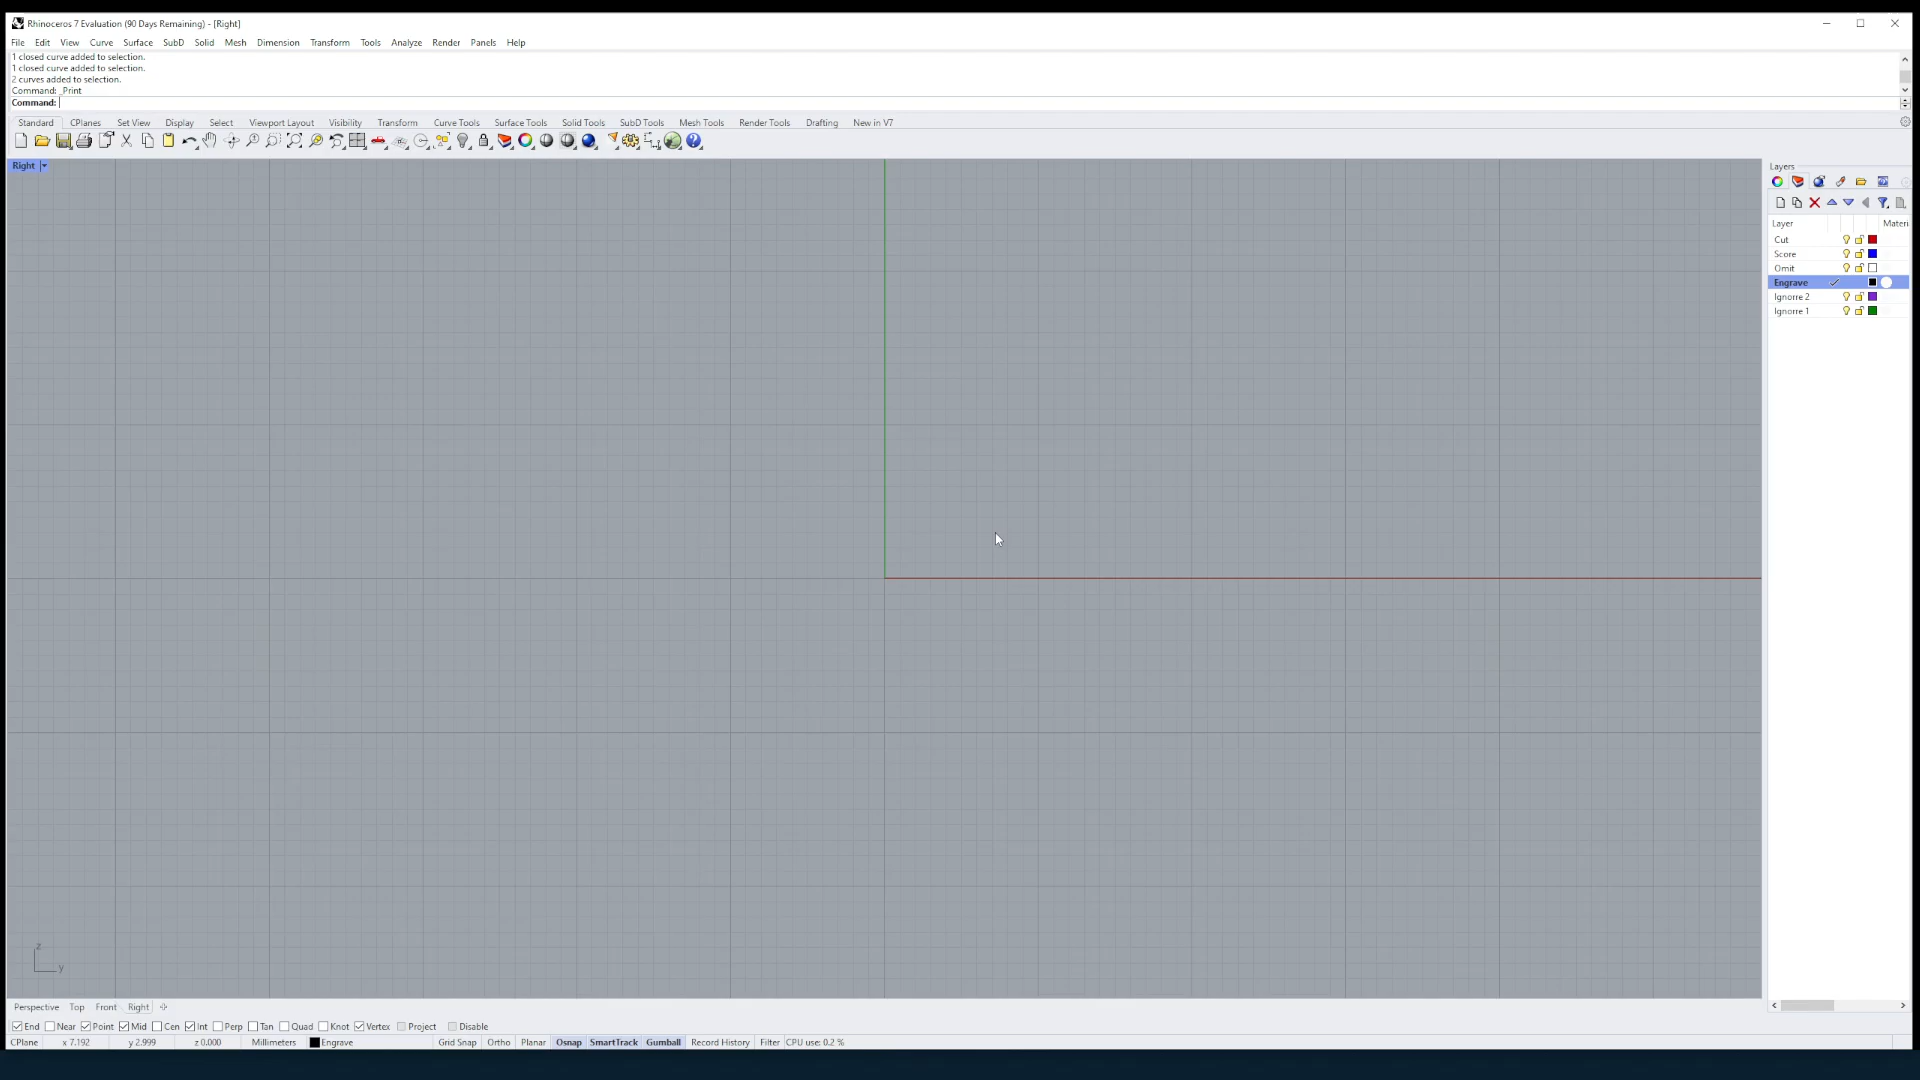 Rhinoceros 7 Evaluation (90 Days Remaining) - [Right]
File Edit View Curve Surface SubD Solid Mesh Dimension Transform Tools Analyze Render Panels Help
1 closed curve added to selection.
1 closed curve added to selection.
2 curves added to selection.
Command: _Print
Command:
Standard CPlanes Set View Display Select Viewport Layout Visibility Transform Curve Tools Surface Tools Solid Tools SubD Tools Mesh Tools Render Tools Drafting New in V7
Right
Layers
Layer Materi
Cut
Score
Omit
Engrave
Ignorre 2
Ignorre 1
z
y
Perspective Top Front Right
End Near Point Mid Cen Int Perp Tan Quad Knot Vertex Project Disable
CPlane x 7.192 y 2.999 z 0.000 Millimeters Engrave Grid Snap Ortho Planar Osnap SmartTrack Gumball Record History Filter CPU use: 0.2 %